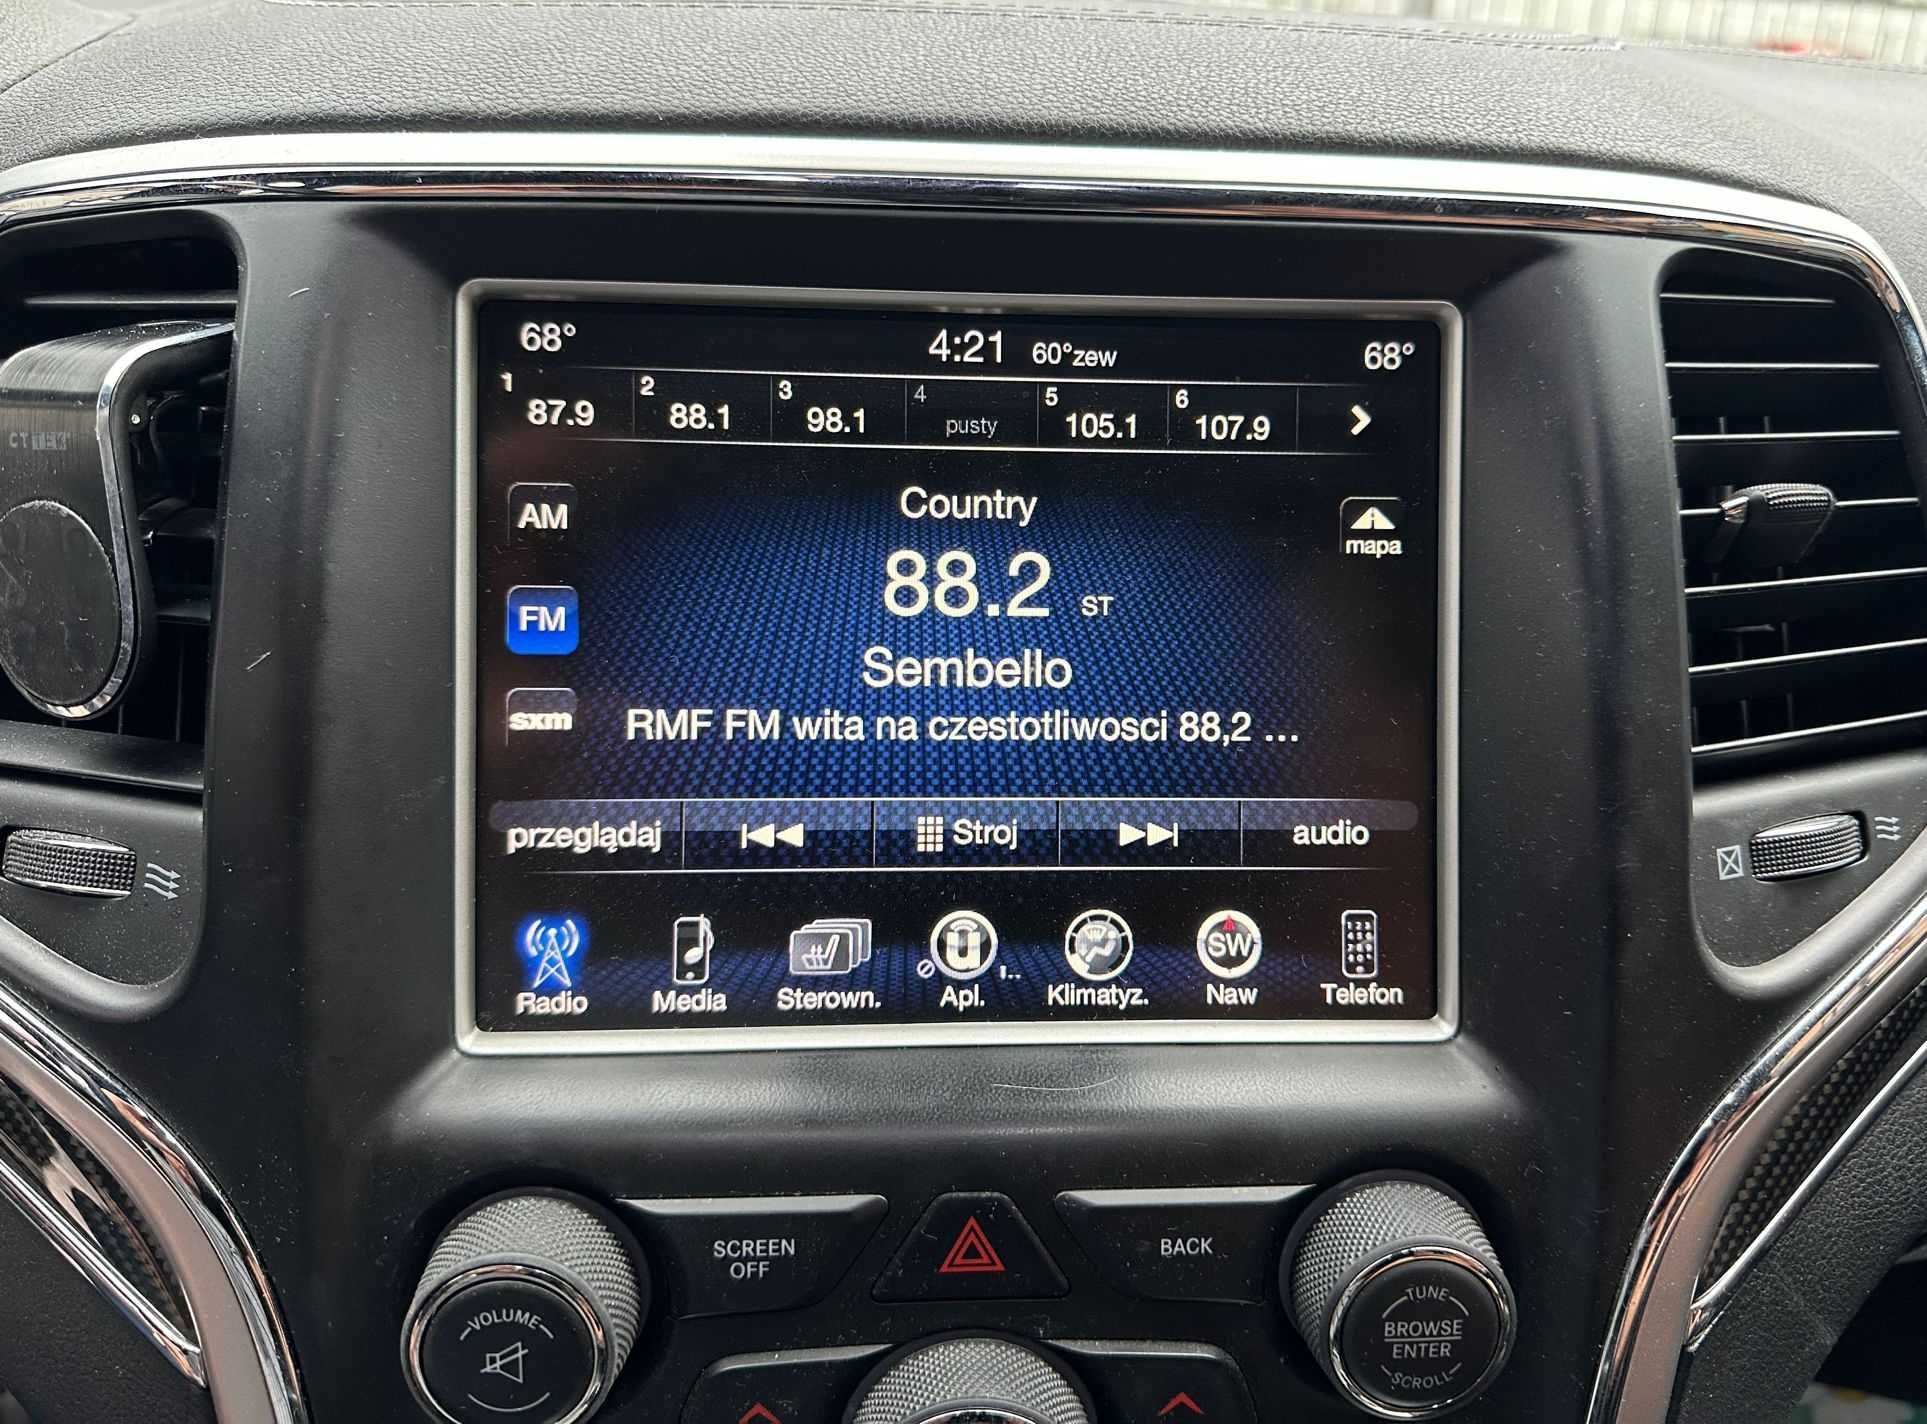 68° 4:21 60°zew 68°
1 87.9 2 88.1 3 98.1 4 pusty 5 105.1 6 107.9
Country
AM
mapa
88.2 ST
FM
Sembello
sxm
RMF FM wita na czestotliwosci 88,2 ...
przeglądaj Stroj audio
SW
Radio Media Sterown. Apl. Klimatyz. Naw Telefon
SCREEN OFF
BACK
VOLUME
TUNE
BROWSE
ENTER
SCROLL